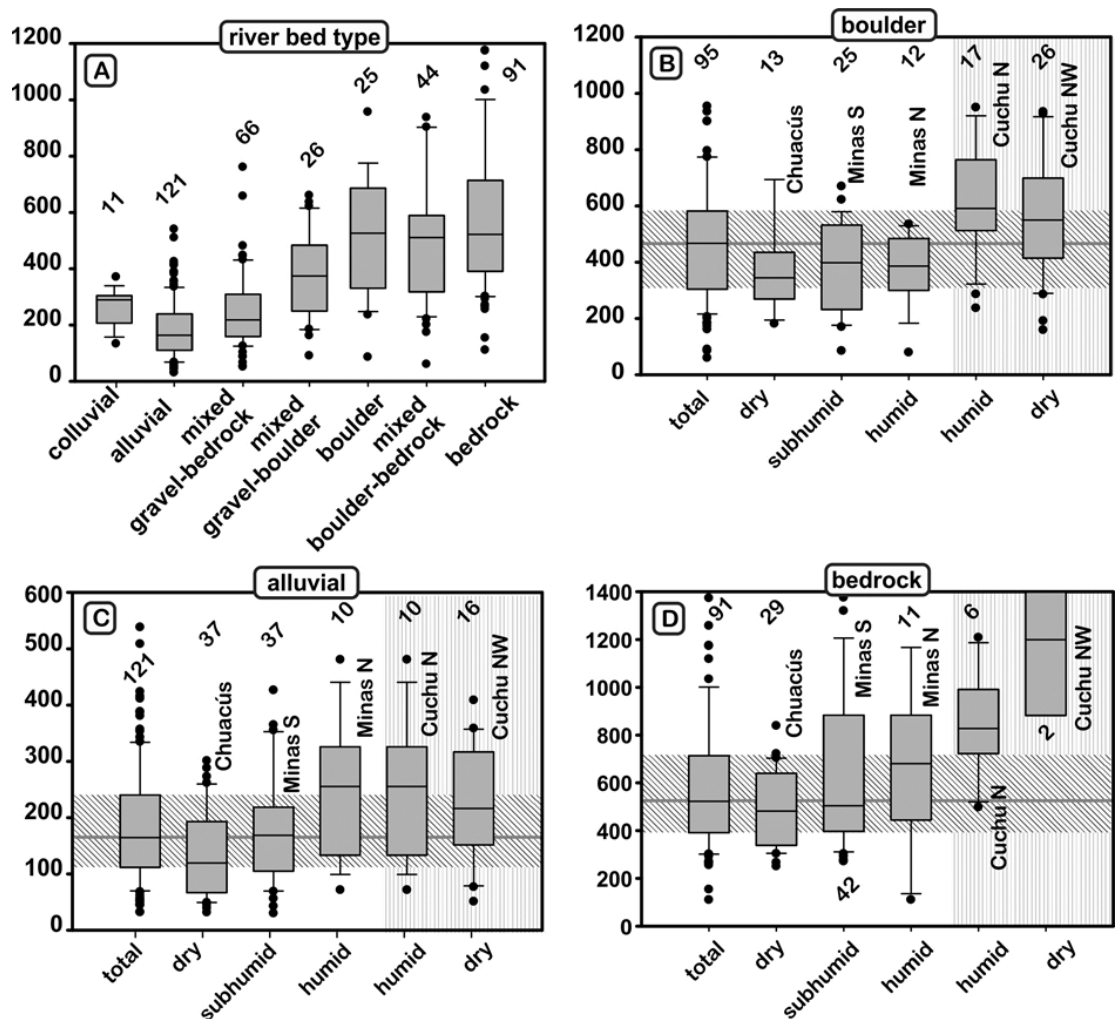 river bed type
A
1200
1000
800
600
400
200
0
11
121
66
26
25
44
91
colluvial
alluvial
mixed
gravel-bedrock
mixed
gravel-boulder
boulder
mixed
boulder-bedrock
bedrock
boulder
B
1200
1000
800
600
400
200
0
95
13
25
12
17
26
Chuacús
Minas S
Minas N
Cuchu N
Cuchu NW
total
dry
subhumid
humid
humid
dry
alluvial
C
600
500
400
300
200
100
0
121
37
37
10
10
16
Chuacús
Minas S
Minas N
Cuchu N
Cuchu NW
total
dry
subhumid
humid
humid
dry
bedrock
D
1400
1200
1000
800
600
400
200
0
91
29
42
11
6
2
Chuacús
Minas S
Minas N
Cuchu N
Cuchu NW
total
dry
subhumid
humid
humid
dry